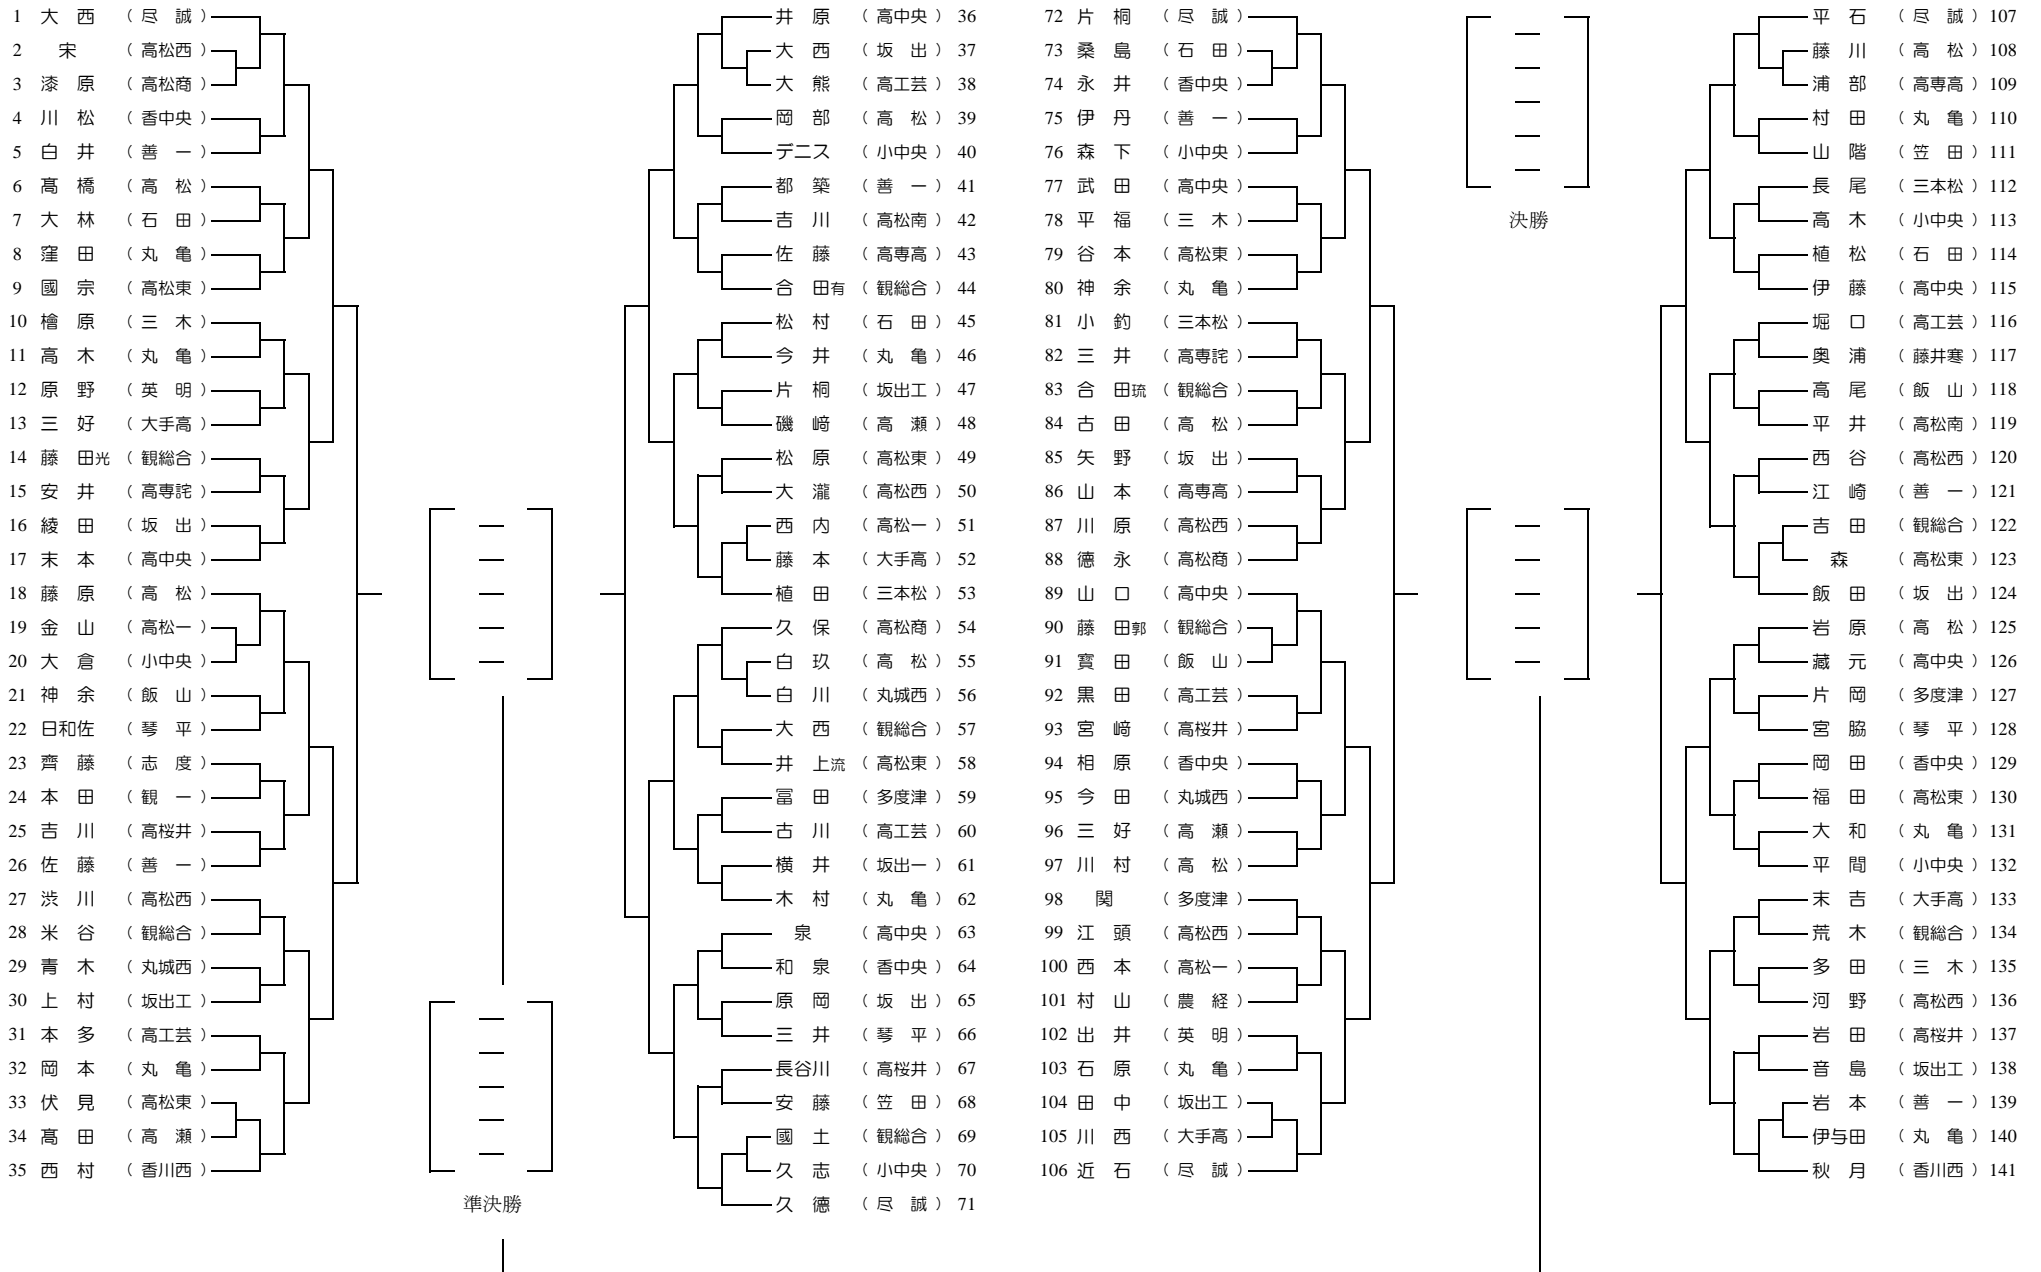 1 大西 (尽誠)
2 宋 (高松西)
3 漆原 (高松商)
4 川松 (香中央)
5 白井 (善一)
6 髙橋 (高松)
7 大林 (石田)
8 窪田 (丸亀)
9 國宗 (高松東)
10 檜原 (三木)
11 高木 (丸亀)
12 原野 (英明)
13 三好 (大手高)
14 藤田光 (観総合)
15 安井 (高専詫)
16 綾田 (坂出)
17 末本 (高中央)
18 藤原 (高松)
19 金山 (高松一)
20 大倉 (小中央)
21 神余 (飯山)
22 日和佐 (琴平)
23 齊藤 (志度)
24 本田 (観一)
25 吉川 (高桜井)
26 佐藤 (善一)
27 渋川 (高松西)
28 米谷 (観総合)
29 青木 (丸城西)
30 上村 (坂出工)
31 本多 (高工芸)
32 岡本 (丸亀)
33 伏見 (高松東)
34 髙田 (高瀬)
35 西村 (香川西)
準決勝
井原 (高中央) 36
大西 (坂出) 37
大熊 (高工芸) 38
岡部 (高松) 39
デニス (小中央) 40
都築 (善一) 41
吉川 (高松南) 42
佐藤 (高専高) 43
合田有 (観総合) 44
松村 (石田) 45
今井 (丸亀) 46
片桐 (坂出工) 47
磯﨑 (高瀬) 48
松原 (高松東) 49
大瀧 (高松西) 50
西内 (高松一) 51
藤本 (大手高) 52
植田 (三本松) 53
久保 (高松商) 54
白玖 (高松) 55
白川 (丸城西) 56
大西 (観総合) 57
井上流 (高松東) 58
冨田 (多度津) 59
古川 (高工芸) 60
横井 (坂出一) 61
木村 (丸亀) 62
泉 (高中央) 63
和泉 (香中央) 64
原岡 (坂出) 65
三井 (琴平) 66
長谷川 (高桜井) 67
安藤 (笠田) 68
國土 (観総合) 69
久志 (小中央) 70
久德 (尽誠) 71
72 片桐 (尽誠)
73 桑島 (石田)
74 永井 (香中央)
75 伊丹 (善一)
76 森下 (小中央)
77 武田 (高中央)
78 平福 (三木)
79 谷本 (高松東)
80 神余 (丸亀)
81 小釣 (三本松)
82 三井 (高専詫)
83 合田琉 (観総合)
84 古田 (高松)
85 矢野 (坂出)
86 山本 (高専高)
87 川原 (高松西)
88 德永 (高松商)
89 山口 (高中央)
90 藤田郭 (観総合)
91 寳田 (飯山)
92 黒田 (高工芸)
93 宮﨑 (高桜井)
94 相原 (香中央)
95 今田 (丸城西)
96 三好 (高瀬)
97 川村 (高松)
98 関 (多度津)
99 江頭 (高松西)
100 西本 (高松一)
101 村山 (農経)
102 出井 (英明)
103 石原 (丸亀)
104 田中 (坂出工)
105 川西 (大手高)
106 近石 (尽誠)
決勝
平石 (尽誠) 107
藤川 (高松) 108
浦部 (高専高) 109
村田 (丸亀) 110
山階 (笠田) 111
長尾 (三本松) 112
高木 (小中央) 113
植松 (石田) 114
伊藤 (高中央) 115
堀口 (高工芸) 116
奥浦 (藤井寒) 117
高尾 (飯山) 118
平井 (高松南) 119
西谷 (高松西) 120
江崎 (善一) 121
吉田 (観総合) 122
森 (高松東) 123
飯田 (坂出) 124
岩原 (高松) 125
藏元 (高中央) 126
片岡 (多度津) 127
宮脇 (琴平) 128
岡田 (香中央) 129
福田 (高松東) 130
大和 (丸亀) 131
平間 (小中央) 132
末吉 (大手高) 133
荒木 (観総合) 134
多田 (三木) 135
河野 (高松西) 136
岩田 (高桜井) 137
音島 (坂出工) 138
岩本 (善一) 139
伊与田 (丸亀) 140
秋月 (香川西) 141